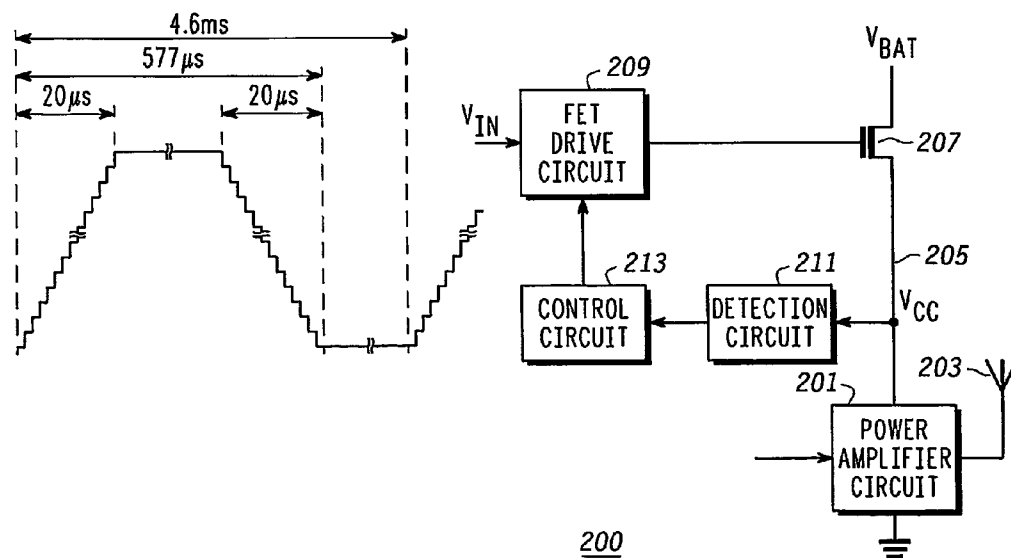 4.6ms
577µs
20µs
20µs
V_IN
209
FET
DRIVE
CIRCUIT
V_BAT
207
205
213
CONTROL
CIRCUIT
211
DETECTION
CIRCUIT
V_CC
201
203
POWER
AMPLIFIER
CIRCUIT
200